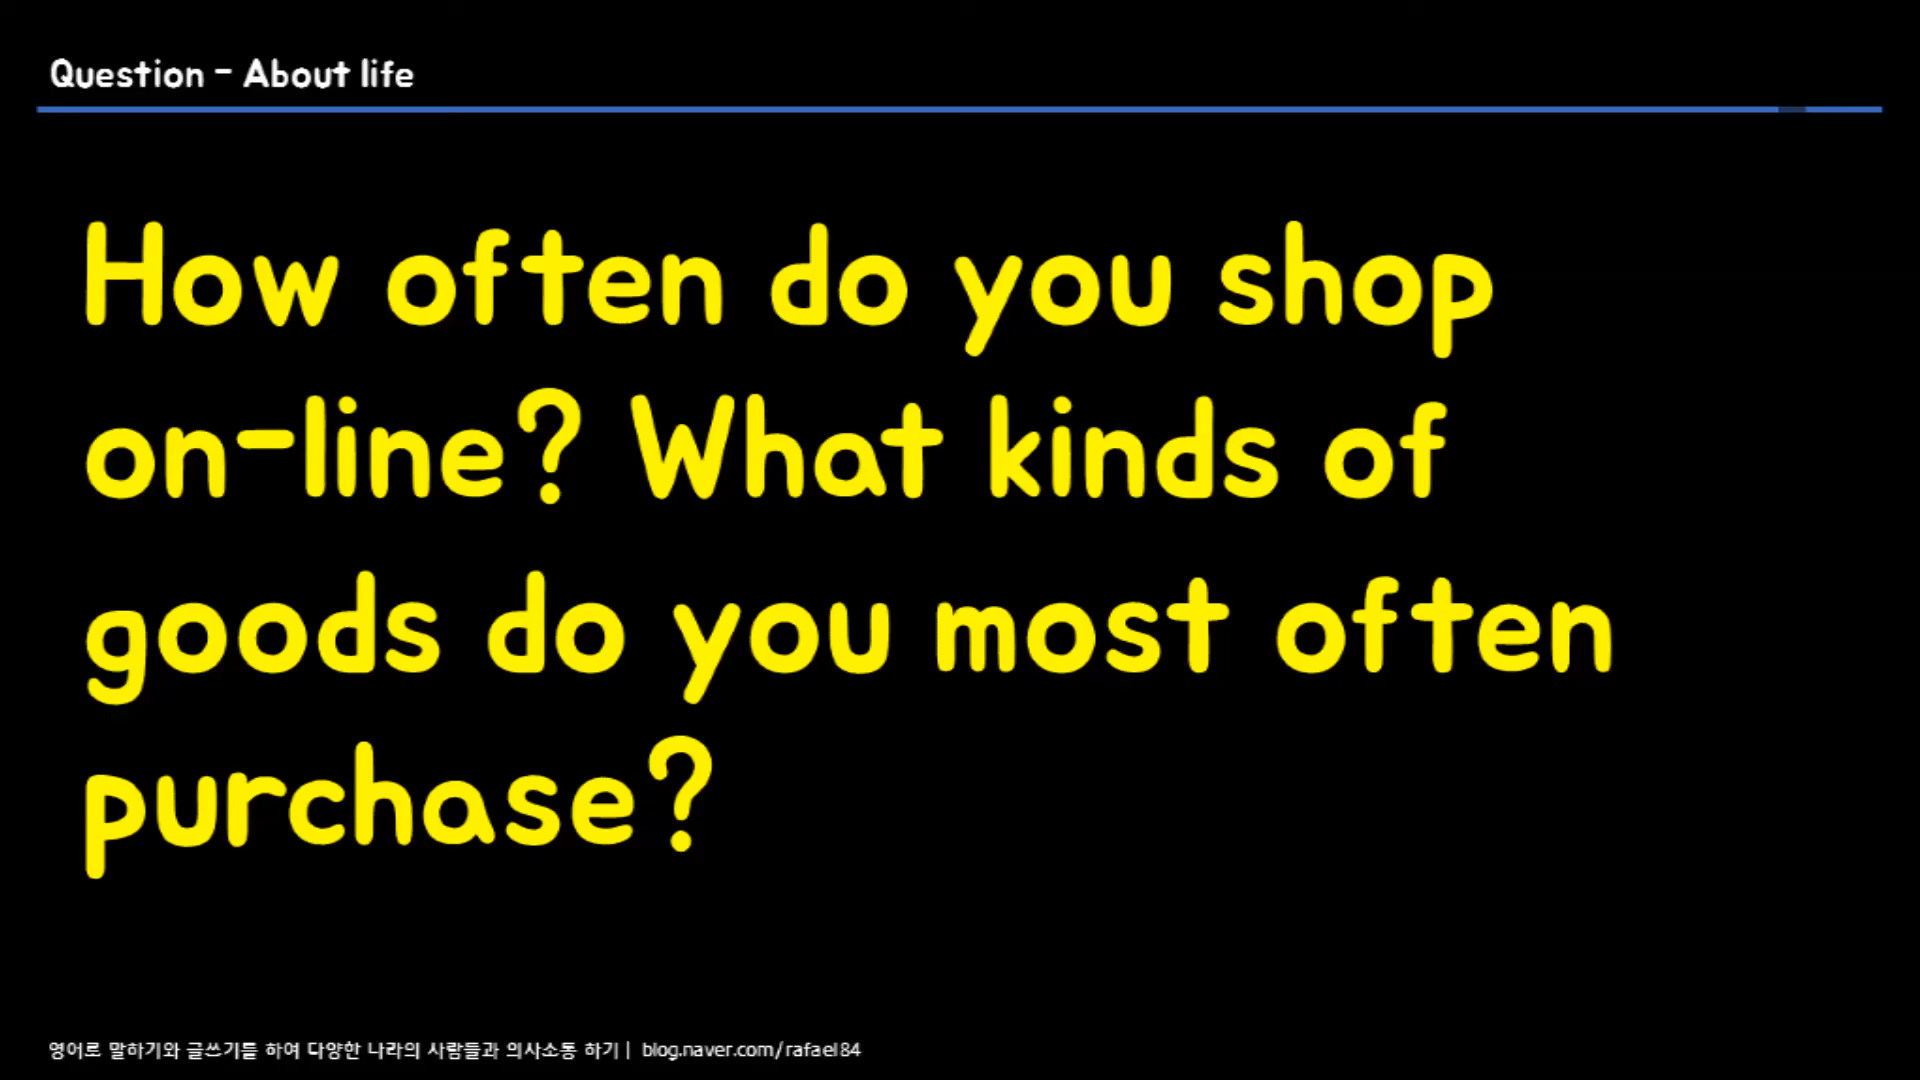 Question - About life
How often do you shop
on-line? What kinds of
goods do you most often
purchase?
영어로 말하기와 글쓰기를 하여 다양한 나라의 사람들과 의사소통 하기 | blog.naver.com/rafael84